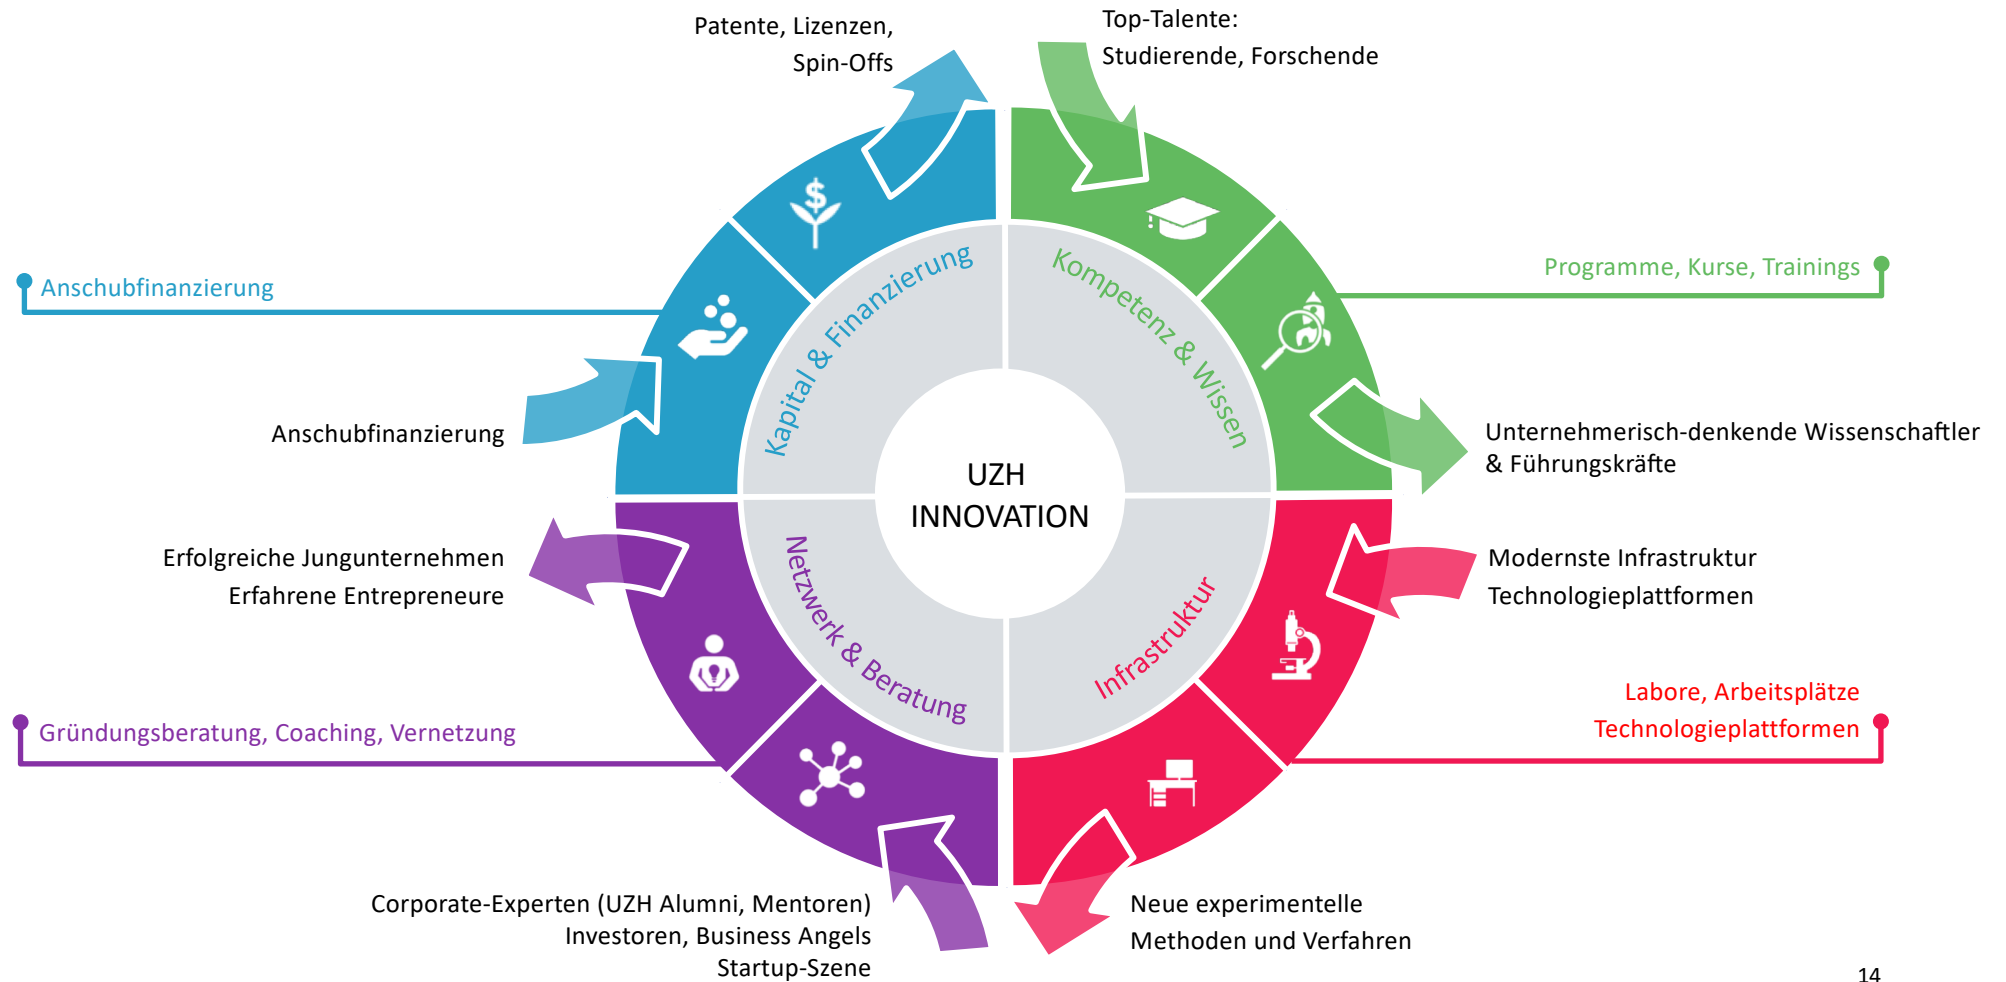 Patente, Lizenzen,
Spin-Offs
Top-Talente:
Studierende, Forschende
Anschubfinanzierung
Programme, Kurse, Trainings
Kapital & Finanzierung
Kompetenz & Wissen
Anschubfinanzierung
Unternehmerisch-denkende Wissenschaftler
& Führungskräfte
UZH
INNOVATION
Erfolgreiche Jungunternehmen
Erfahrene Entrepreneure
Modernste Infrastruktur
Technologieplattformen
Netzwerk & Beratung
Infrastruktur
Gründungsberatung, Coaching, Vernetzung
Labore, Arbeitsplätze
Technologieplattformen
Corporate-Experten (UZH Alumni, Mentoren)
Investoren, Business Angels
Startup-Szene
Neue experimentelle
Methoden und Verfahren
14